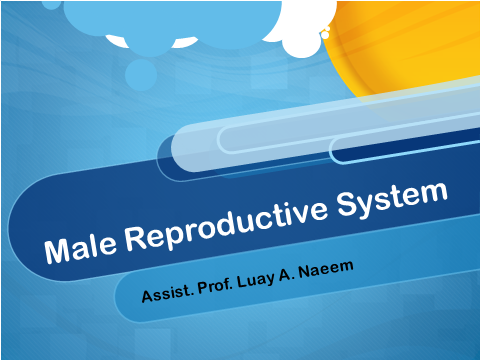 Male Reproductive System
Assist. Prof. Luay A. Naeem